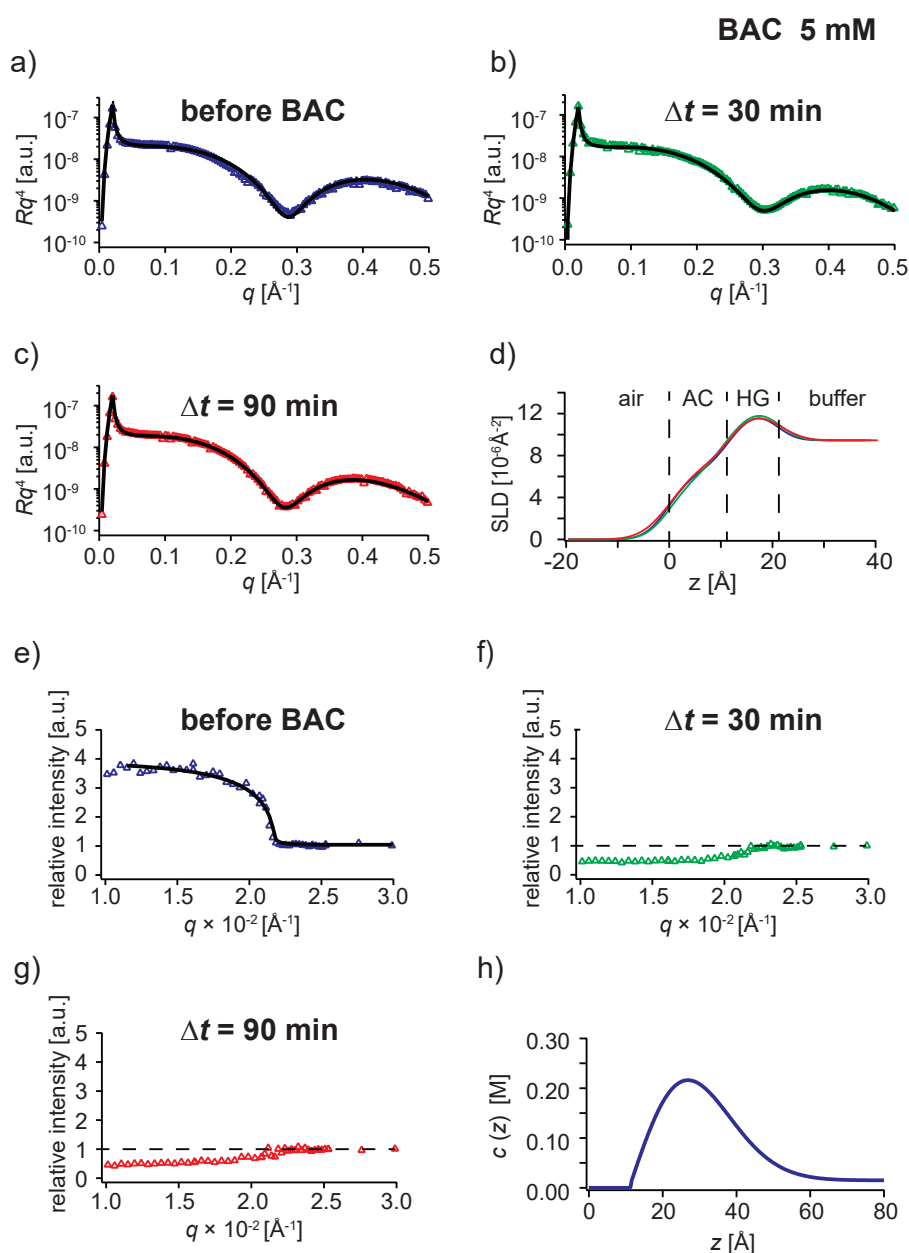 BAC 5 mM
a)
before BAC
10⁻⁷
10⁻⁸
10⁻⁹
10⁻¹⁰
Rq⁴ [a.u.]
0.0 0.1 0.2 0.3 0.4 0.5
q [Å⁻¹]
b)
Δt = 30 min
10⁻⁷
10⁻⁸
10⁻⁹
10⁻¹⁰
Rq⁴ [a.u.]
0.0 0.1 0.2 0.3 0.4 0.5
q [Å⁻¹]
c)
Δt = 90 min
10⁻⁷
10⁻⁸
10⁻⁹
10⁻¹⁰
Rq⁴ [a.u.]
0.0 0.1 0.2 0.3 0.4 0.5
q [Å⁻¹]
d)
air AC HG buffer
12
8
4
0
SLD [10⁻⁶Å⁻²]
-20 0 20 40
z [Å]
e)
before BAC
5
4
3
2
1
0
relative intensity [a.u.]
1.0 1.5 2.0 2.5 3.0
q × 10⁻² [Å⁻¹]
f)
Δt = 30 min
5
4
3
2
1
0
relative intensity [a.u.]
1.0 1.5 2.0 2.5 3.0
q × 10⁻² [Å⁻¹]
g)
Δt = 90 min
5
4
3
2
1
0
relative intensity [a.u.]
1.0 1.5 2.0 2.5 3.0
q × 10⁻² [Å⁻¹]
h)
0.30
0.20
0.10
0.00
c (z) [M]
0 20 40 60 80
z [Å]